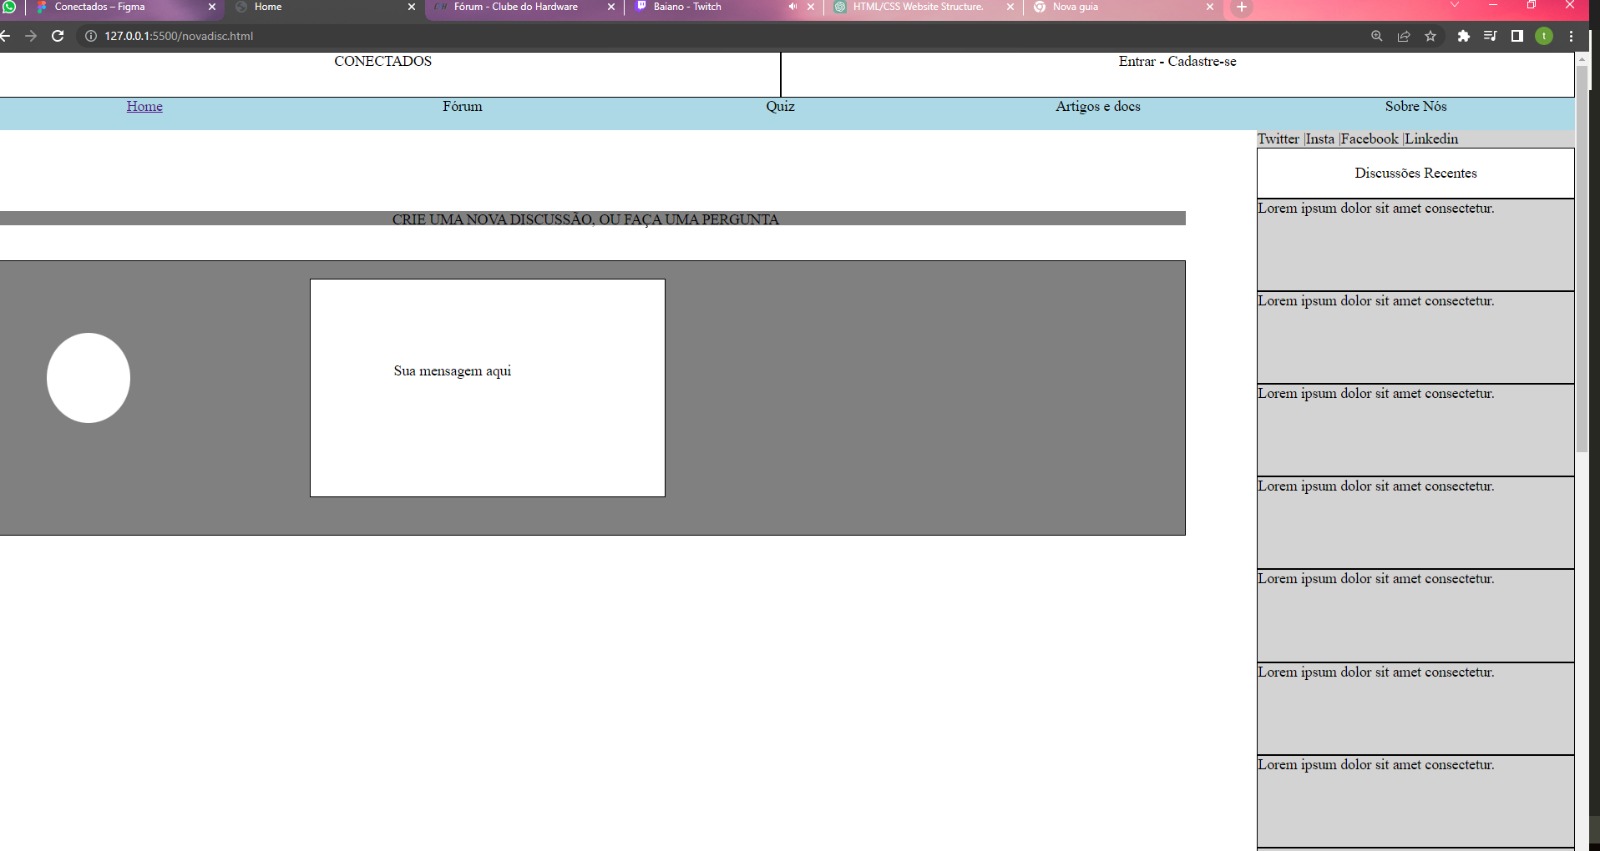 Conectados – Figma
Home
Fórum - Clube do Hardware
Baiano - Twitch
HTML/CSS Website Structure.
Nova guia
127.0.0.1:5500/novadisc.html
t
CONECTADOS
Entrar - Cadastre-se
Home
Fórum
Quiz
Artigos e docs
Sobre Nós
Twitter |Insta |Facebook |Linkedin
Discussões Recentes
CRIE UMA NOVA DISCUSSÃO, OU FAÇA UMA PERGUNTA
Sua mensagem aqui
Lorem ipsum dolor sit amet consectetur.
Lorem ipsum dolor sit amet consectetur.
Lorem ipsum dolor sit amet consectetur.
Lorem ipsum dolor sit amet consectetur.
Lorem ipsum dolor sit amet consectetur.
Lorem ipsum dolor sit amet consectetur.
Lorem ipsum dolor sit amet consectetur.